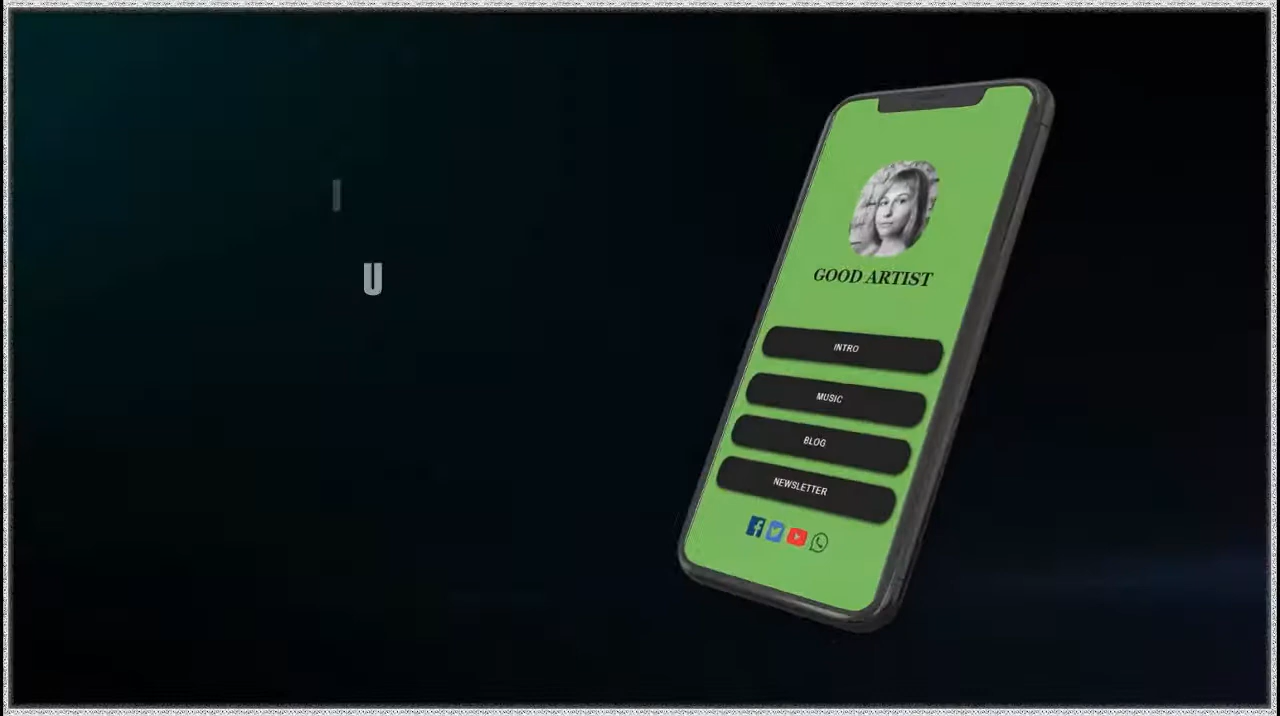 I
U
GOOD ARTIST
INTRO
MUSIC
BLOG
NEWSLETTER